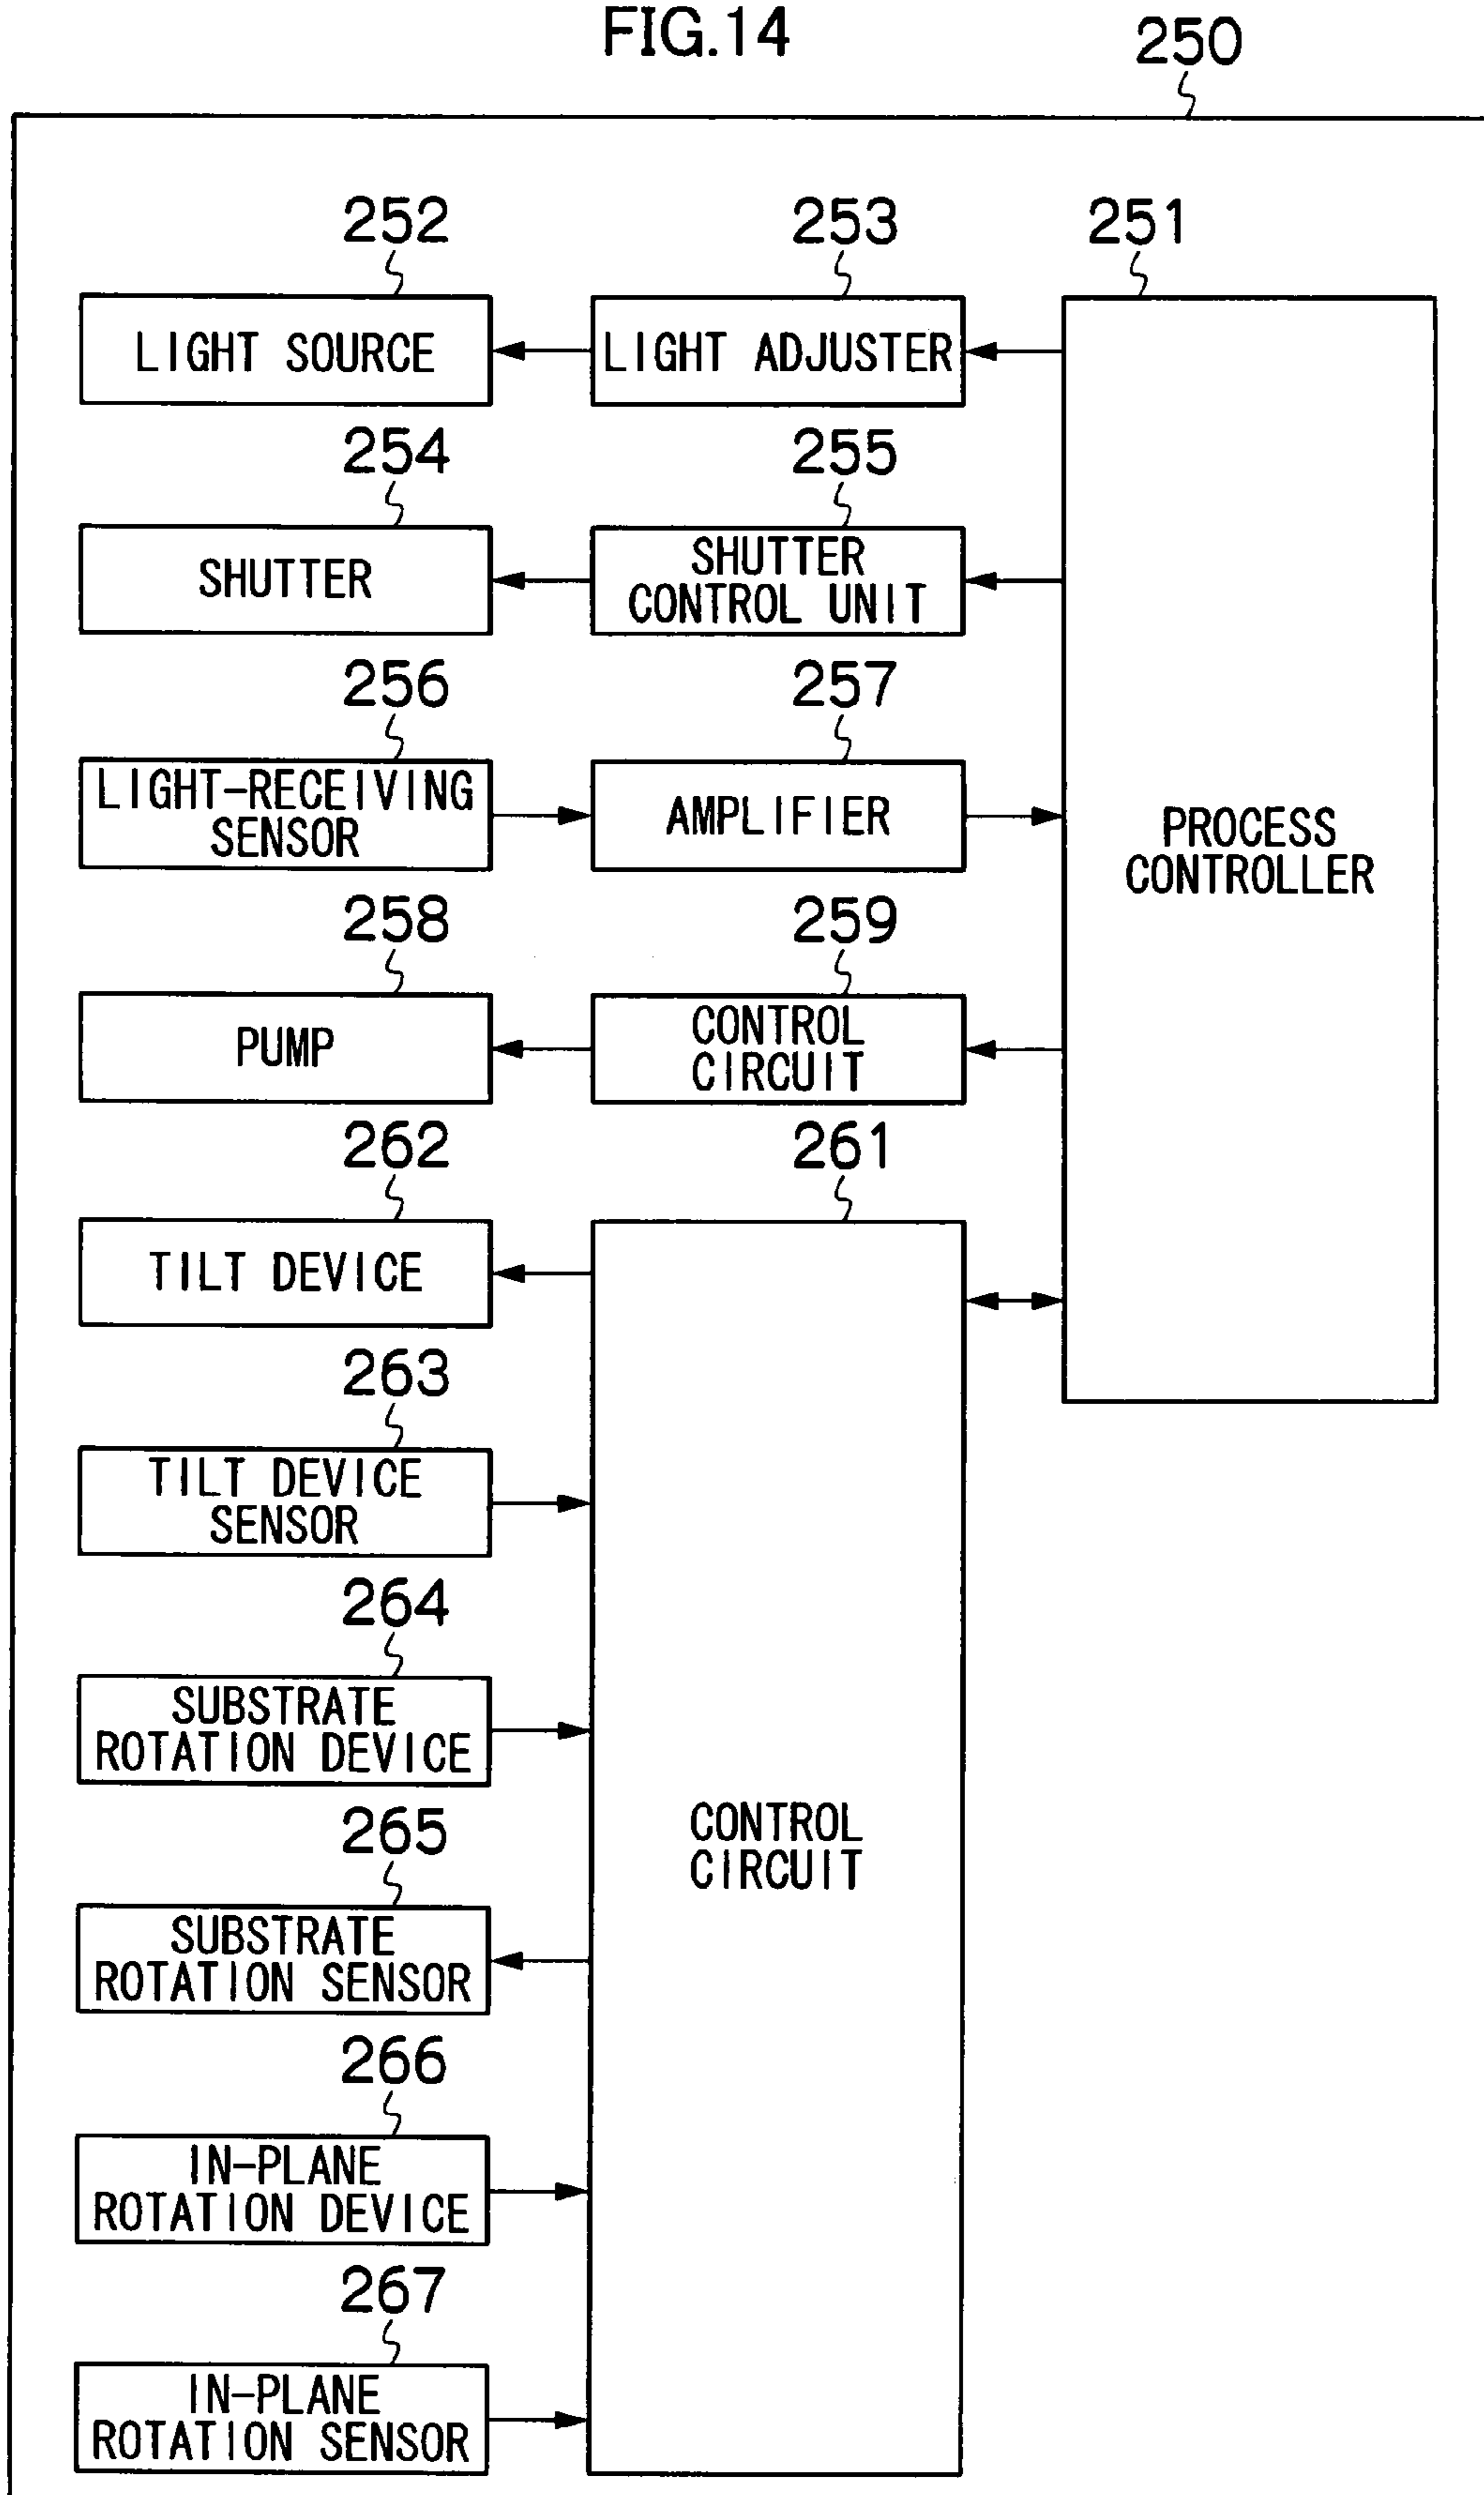 FIG.14
250
252
253
251
LIGHT SOURCE
LIGHT ADJUSTER
254
255
SHUTTER
SHUTTER
CONTROL UNIT
256
257
LIGHT-RECEIVING
SENSOR
AMPLIFIER
PROCESS
CONTROLLER
258
259
PUMP
CONTROL
CIRCUIT
262
261
TILT DEVICE
263
TILT DEVICE
SENSOR
264
SUBSTRATE
ROTATION DEVICE
CONTROL
CIRCUIT
265
SUBSTRATE
ROTATION SENSOR
266
IN-PLANE
ROTATION DEVICE
267
IN-PLANE
ROTATION SENSOR